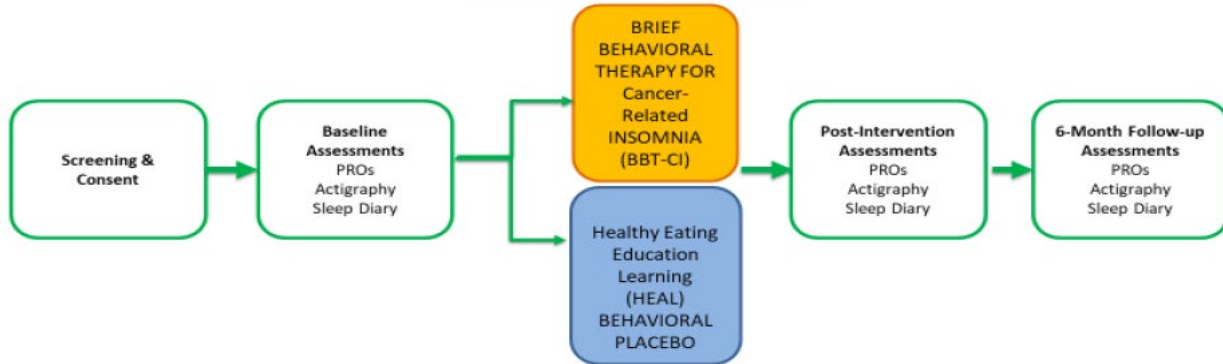 Screening &
Consent
Baseline
Assessments
PROs
Actigraphy
Sleep Diary
BRIEF
BEHAVIORAL
THERAPY FOR
Cancer-
Related
INSOMNIA
(BBT-CI)
Healthy Eating
Education
Learning
(HEAL)
BEHAVIORAL
PLACEBO
Post-Intervention
Assessments
PROs
Actigraphy
Sleep Diary
6-Month Follow-up
Assessments
PROs
Actigraphy
Sleep Diary